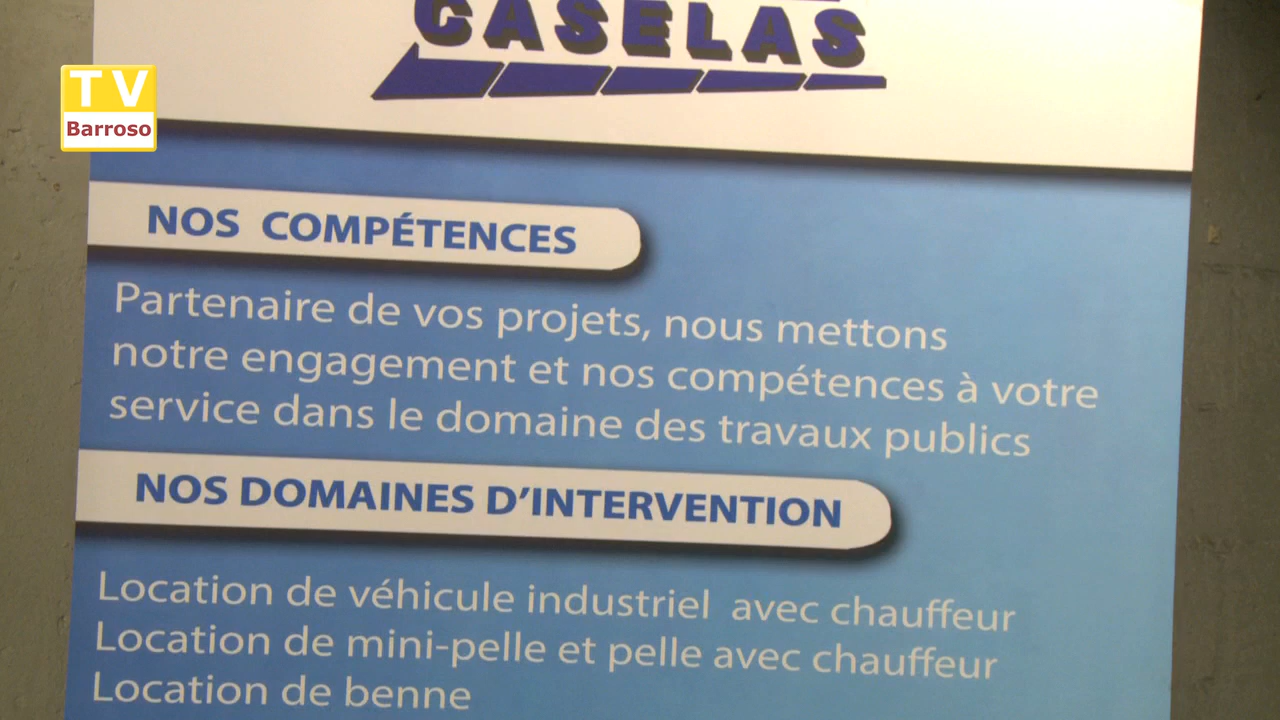 CASELAS
TV
Barroso
NOS COMPÉTENCES
Partenaire de vos projets, nous mettons
notre engagement et nos compétences à votre
service dans le domaine des travaux publics
NOS DOMAINES D’INTERVENTION
Location de véhicule industriel avec chauffeur
Location de mini-pelle et pelle avec chauffeur
Location de benne